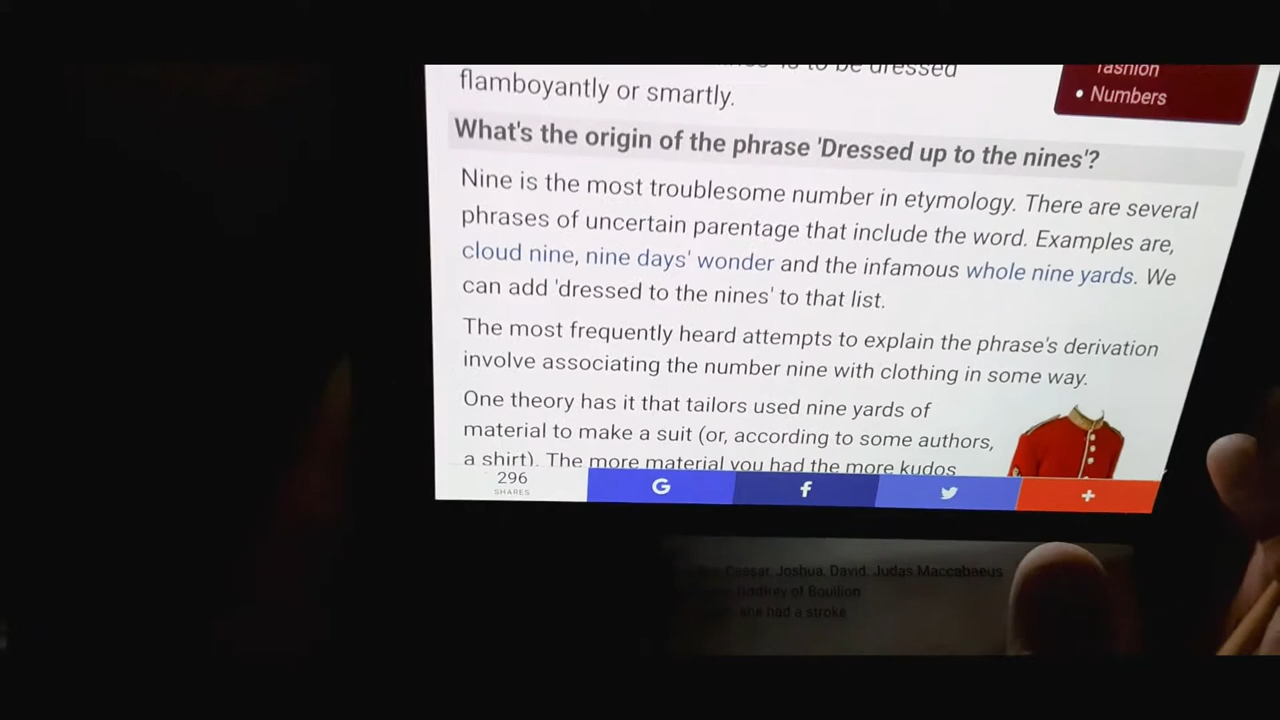 to be dressed
fashion
flamboyantly or smartly.
• Numbers
What's the origin of the phrase 'Dressed up to the nines'?
Nine is the most troublesome number in etymology. There are several
phrases of uncertain parentage that include the word. Examples are,
cloud nine, nine days' wonder and the infamous whole nine yards. We
can add 'dressed to the nines' to that list.
The most frequently heard attempts to explain the phrase's derivation
involve associating the number nine with clothing in some way.
One theory has it that tailors used nine yards of
material to make a suit (or, according to some authors,
a shirt). The more material you had the more kudos
296
SHARES
G
f
+
Caesar, Joshua, David, Judas Maccabaeus
of Bouillon
she had a stroke